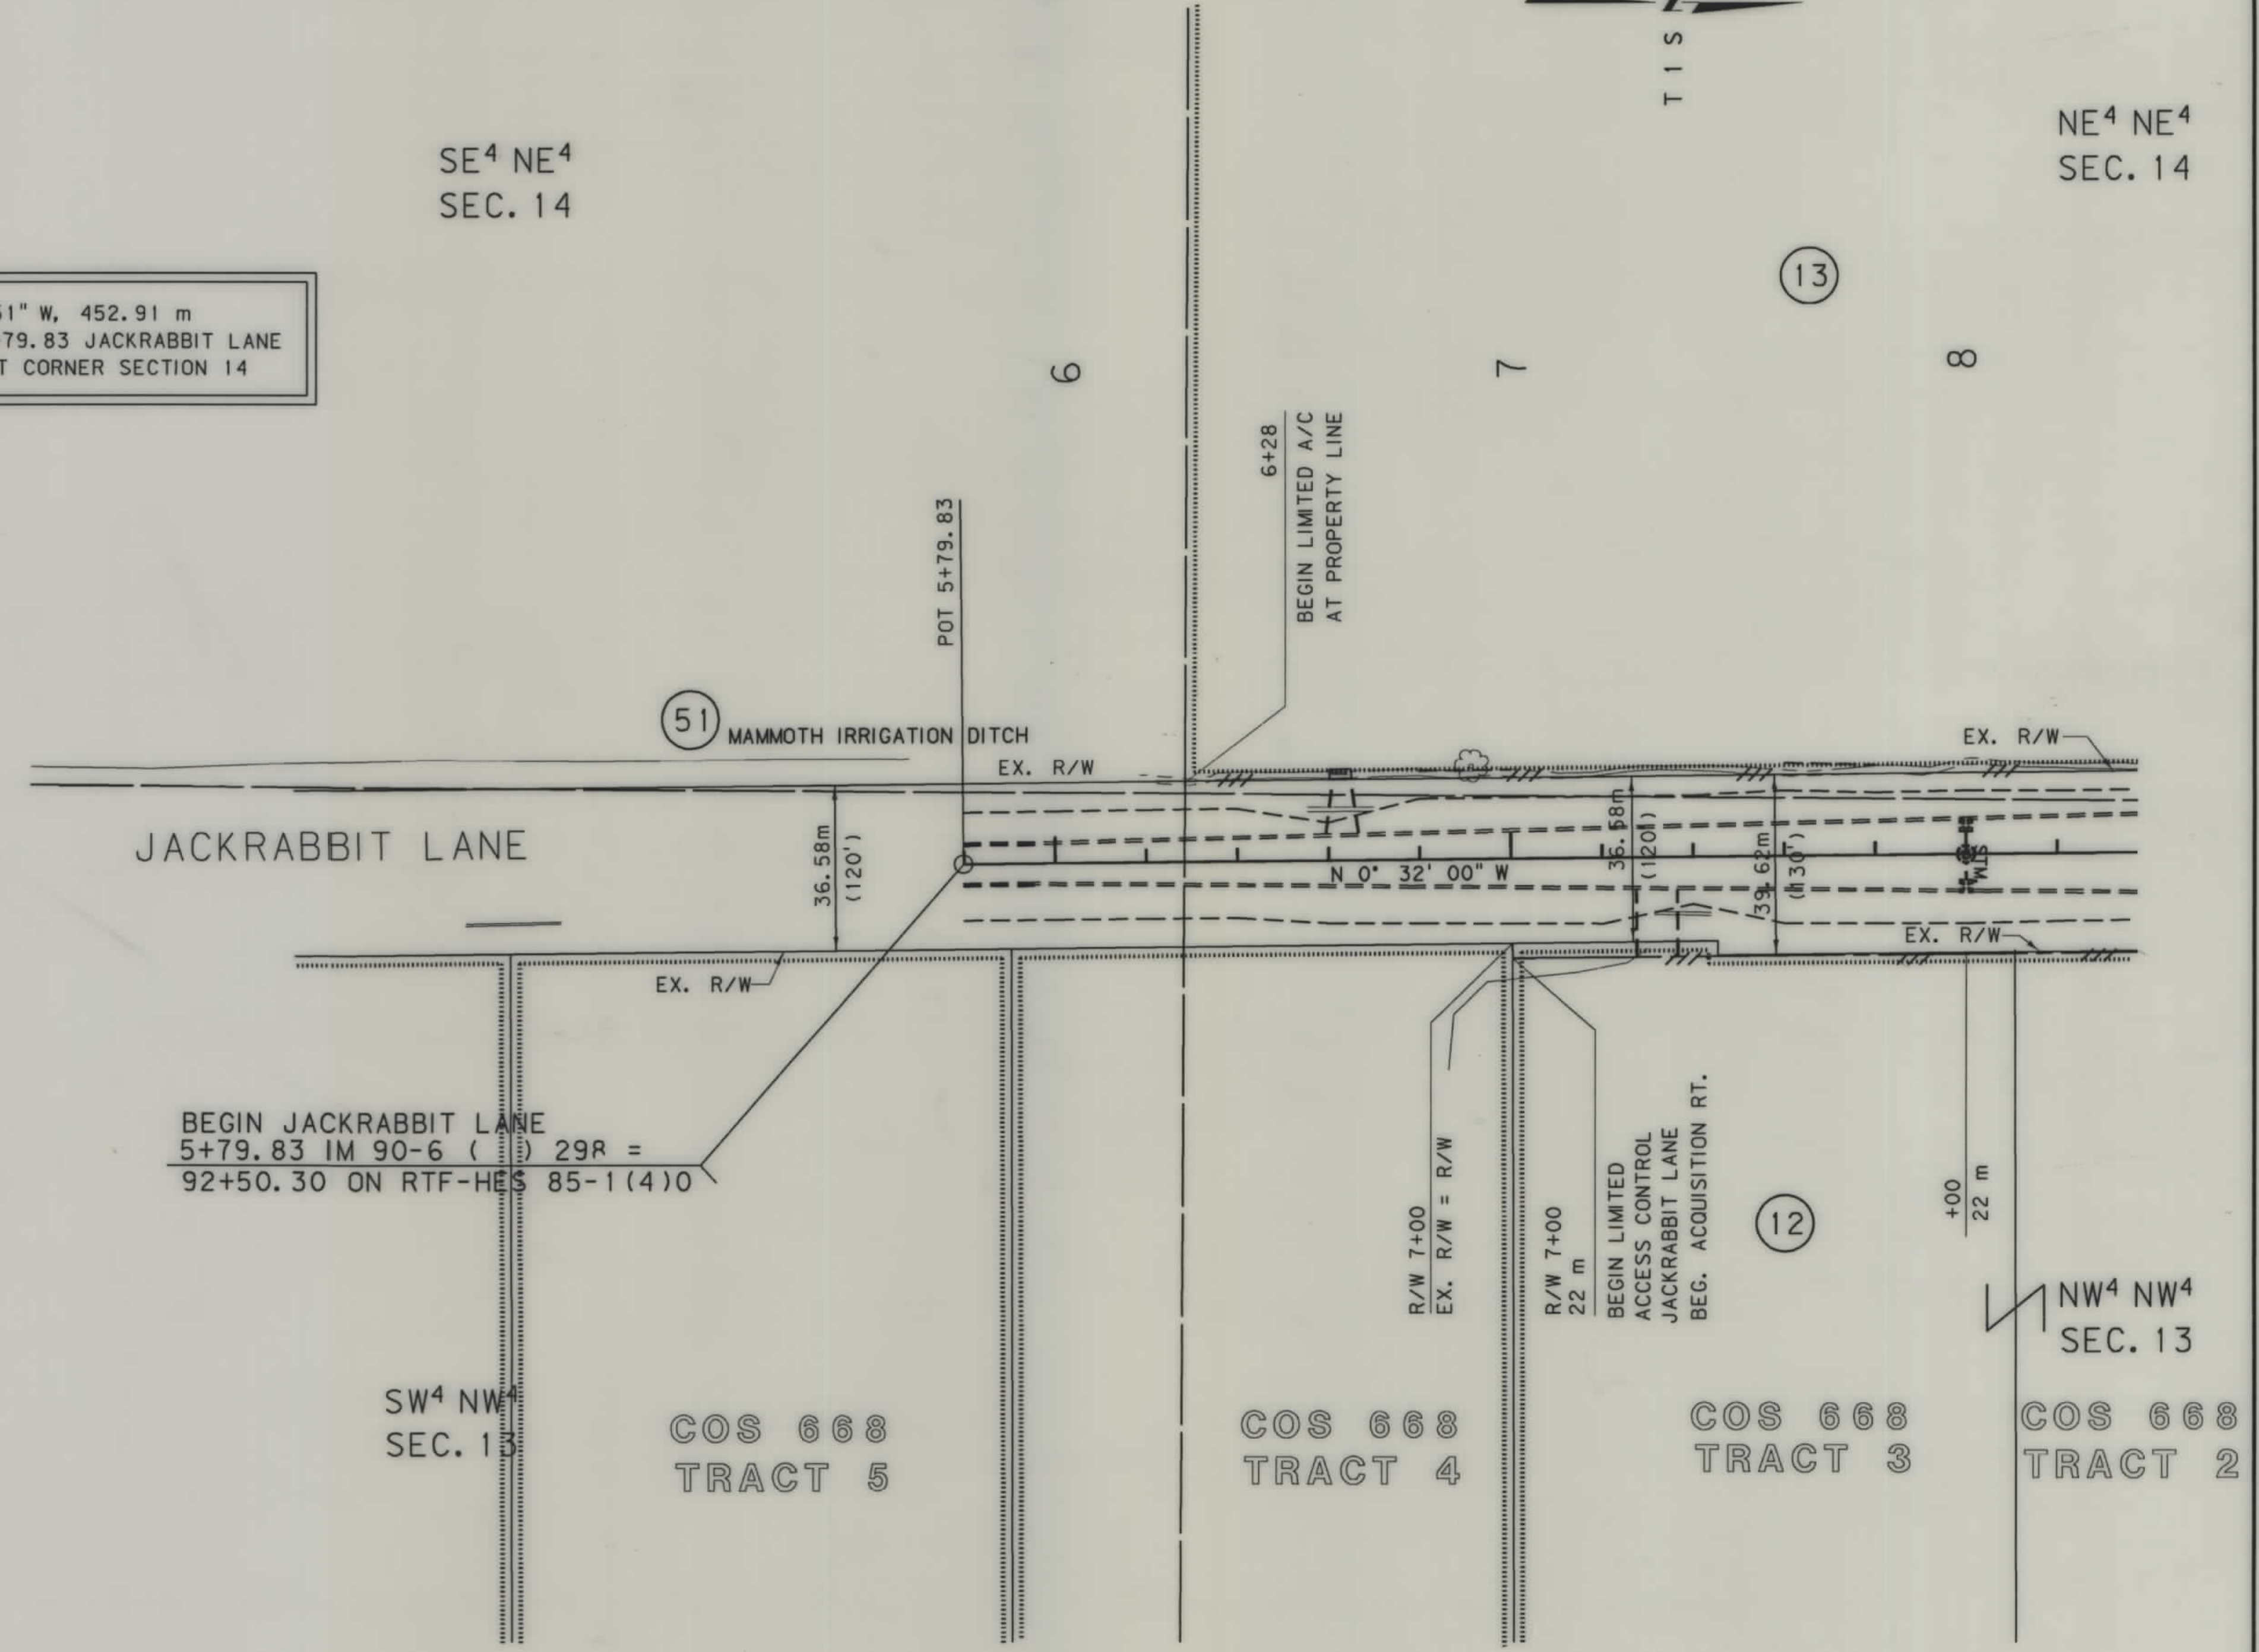 T 1 S
SE⁴ NE⁴
SEC. 14
NE⁴ NE⁴
SEC. 14
13
51" W, 452.91 m
79.83 JACKRABBIT LANE
CORNER SECTION 14
6
7
8
6+28
BEGIN LIMITED A/C
AT PROPERTY LINE
POT 5+79.83
51
MAMMOTH IRRIGATION DITCH
EX. R/W
EX. R/W
JACKRABBIT LANE
36.58m
(120')
N 0° 32' 00" W
36.58m
(120')
39.62m
(130')
STM
EX. R/W
EX. R/W
BEGIN JACKRABBIT LANE
5+79.83 IM 90-6 ( ) 298 =
92+50.30 ON RTF-HES 85-1(4)0
R/W 7+00
EX. R/W = R/W
R/W 7+00
22 m
BEGIN LIMITED
ACCESS CONTROL
JACKRABBIT LANE
BEG. ACQUISITION RT.
12
+00
22 m
NW⁴ NW⁴
SEC. 13
SW⁴ NW⁴
SEC. 13
COS 668
TRACT 5
COS 668
TRACT 4
COS 668
TRACT 3
COS 668
TRACT 2